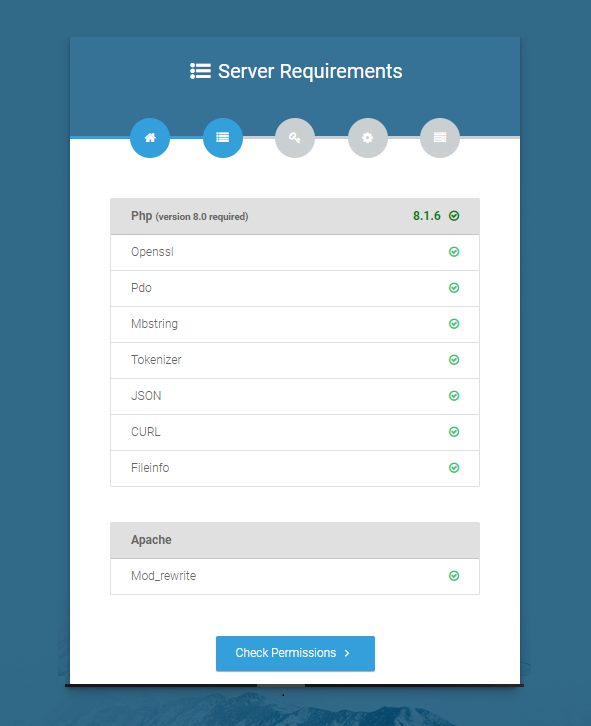 Server Requirements
Php (version 8.0 required) 8.1.6
Openssl
Pdo
Mbstring
Tokenizer
JSON
CURL
Fileinfo
Apache
Mod_rewrite
Check Permissions